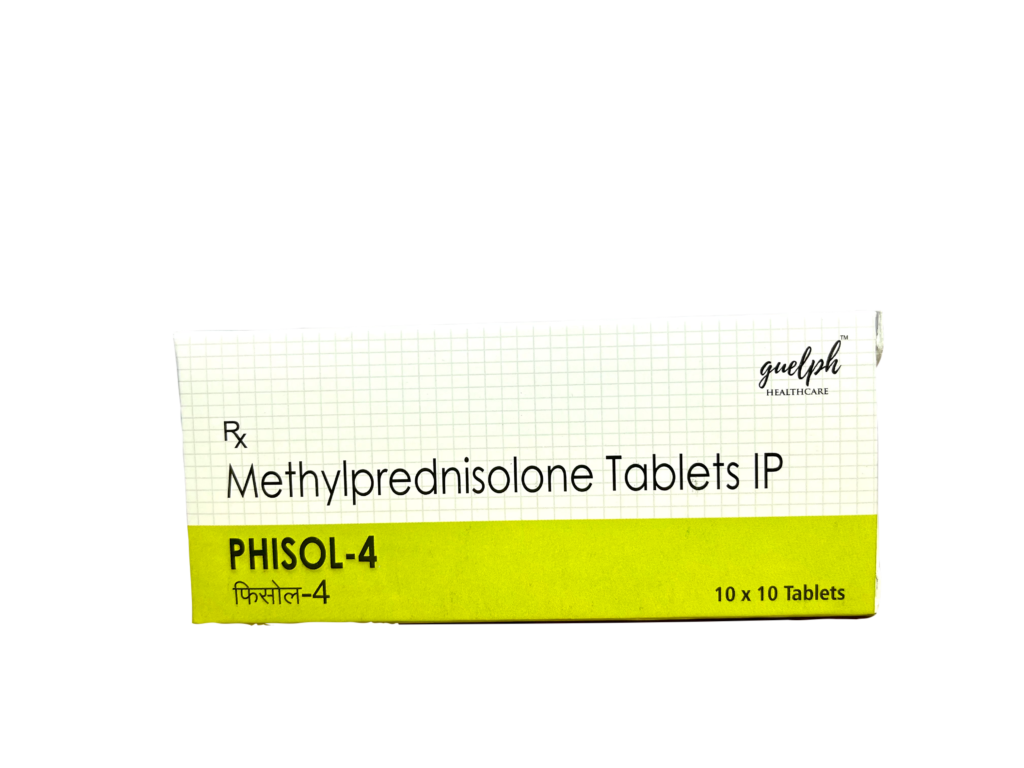 guelph™
HEALTHCARE
Rx
Methylprednisolone Tablets IP
PHISOL-4
फिसोल-4
10 x 10 Tablets